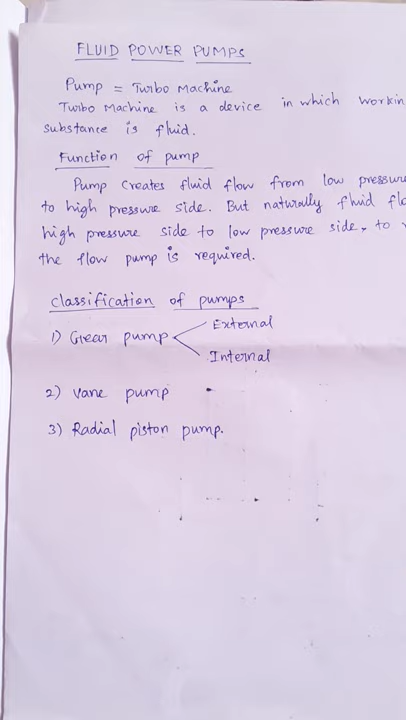 FLUID POWER PUMPS
Pump = Turbo Machine
Turbo Machine is a device in which workin
substance is fluid.
Function of pump
Pump creates fluid flow from low pressure
to high pressure side. But naturally fluid flo
high pressure side to low pressure side, to
the flow pump is required.
classification of pumps
1) Gear pump External
Internal
2) vane pump
3) Radial piston pump.